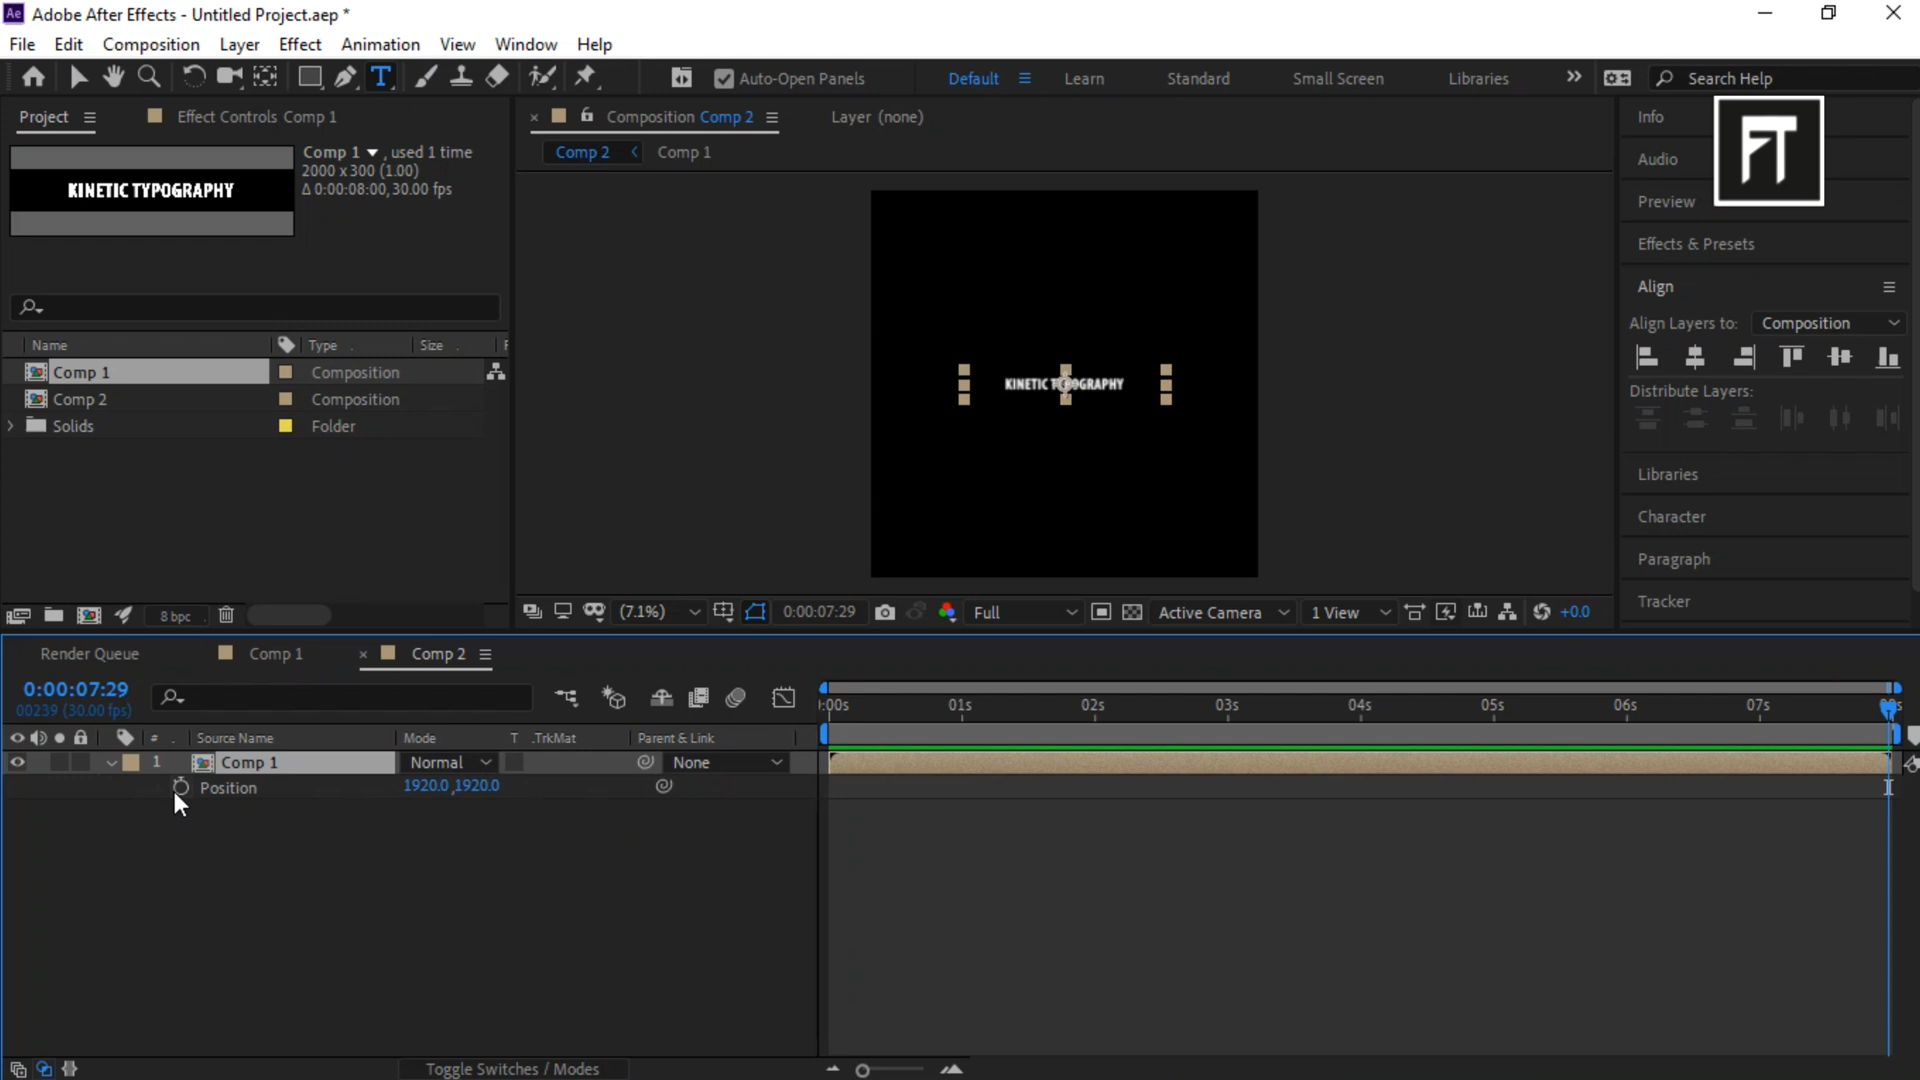 Ae Adobe After Effects - Untitled Project.aep *
File Edit Composition Layer Effect Animation View Window Help
T Auto-Open Panels Default Learn Standard Small Screen Libraries Search Help
Project Effect Controls Comp 1
Composition Comp 2 Layer (none)
Comp 2 Comp 1
Comp 1 , used 1 time
2000 x 300 (1.00)
Δ 0:00:08:00, 30.00 fps
KINETIC TYPOGRAPHY
Name Type Size
Comp 1 Composition
Comp 2 Composition
Solids Folder
8 bpc
KINETIC TYPOGRAPHY
(7.1%) 0:00:07:29 Full Active Camera 1 View +0.0
Info
FT
Audio
Preview
Effects & Presets
Align
Align Layers to: Composition
Distribute Layers:
Libraries
Character
Paragraph
Tracker
Render Queue Comp 1 Comp 2
0:00:07:29
00239 (30.00 fps)
:00s 01s 02s 03s 04s 05s 06s 07s
# Source Name Mode T .TrkMat Parent & Link
1 Comp 1 Normal None
Position 1920.0,1920.0
Toggle Switches / Modes